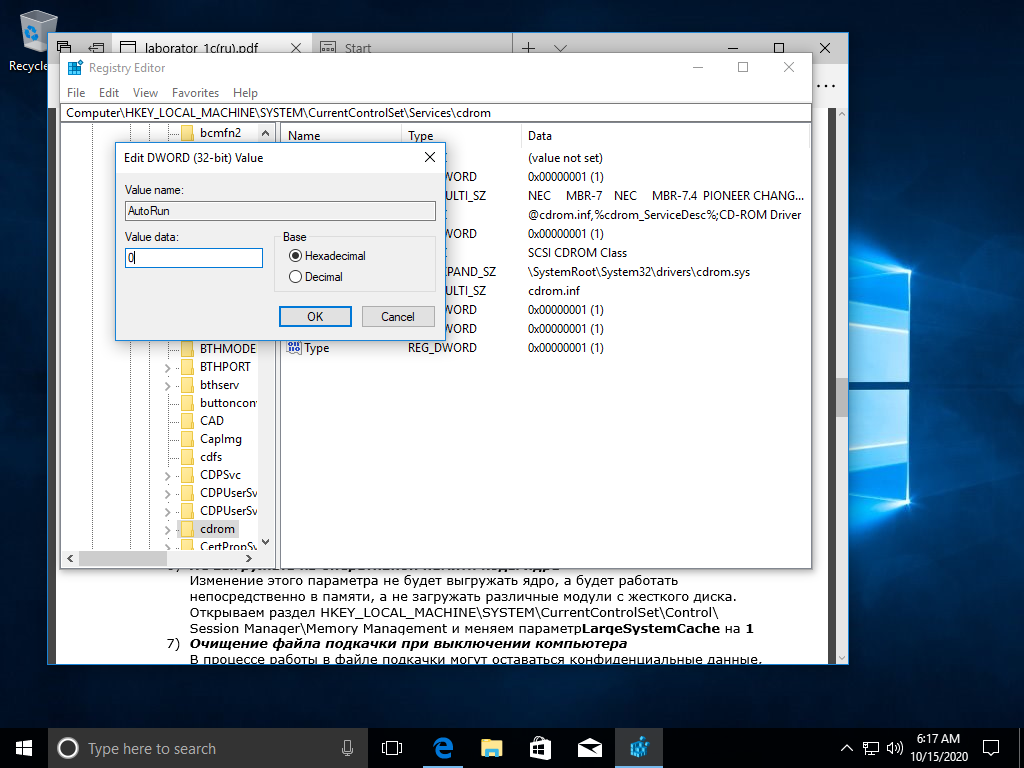 Recycle
laborator_1c(ru).pdf
Start
Registry Editor
File Edit View Favorites Help
Computer\HKEY_LOCAL_MACHINE\SYSTEM\CurrentControlSet\Services\cdrom
bcmfn2
Name Type Data
Edit DWORD (32-bit) Value
Value name:
AutoRun
Value data:
0
Base
Hexadecimal
Decimal
OK Cancel
(value not set)
WORD 0x00000001 (1)
ULTI_SZ NEC MBR-7 NEC MBR-7.4 PIONEER CHANG...
@cdrom.inf,%cdrom_ServiceDesc%;CD-ROM Driver
WORD 0x00000001 (1)
SCSI CDROM Class
PAND_SZ \SystemRoot\System32\drivers\cdrom.sys
ULTI_SZ cdrom.inf
WORD 0x00000001 (1)
WORD 0x00000001 (1)
Type REG_DWORD 0x00000001 (1)
BTHMODE
BTHPORT
bthserv
buttoncon
CAD
CapImg
cdfs
CDPSvc
CDPUserSv
CDPUserSv
cdrom
CertPropSv
Изменение этого параметра не будет выгружать ядро, а будет работать
непосредственно в памяти, а не загружать различные модули с жесткого диска.
Открываем раздел HKEY_LOCAL_MACHINE\SYSTEM\CurrentControlSet\Control\
Session Manager\Memory Management и меняем параметрLargeSystemCache на 1
7) Очищение файла подкачки при выключении компьютера
В процессе работы в файле подкачки могут оставаться конфиденциальные данные,
Type here to search
6:17 AM
10/15/2020